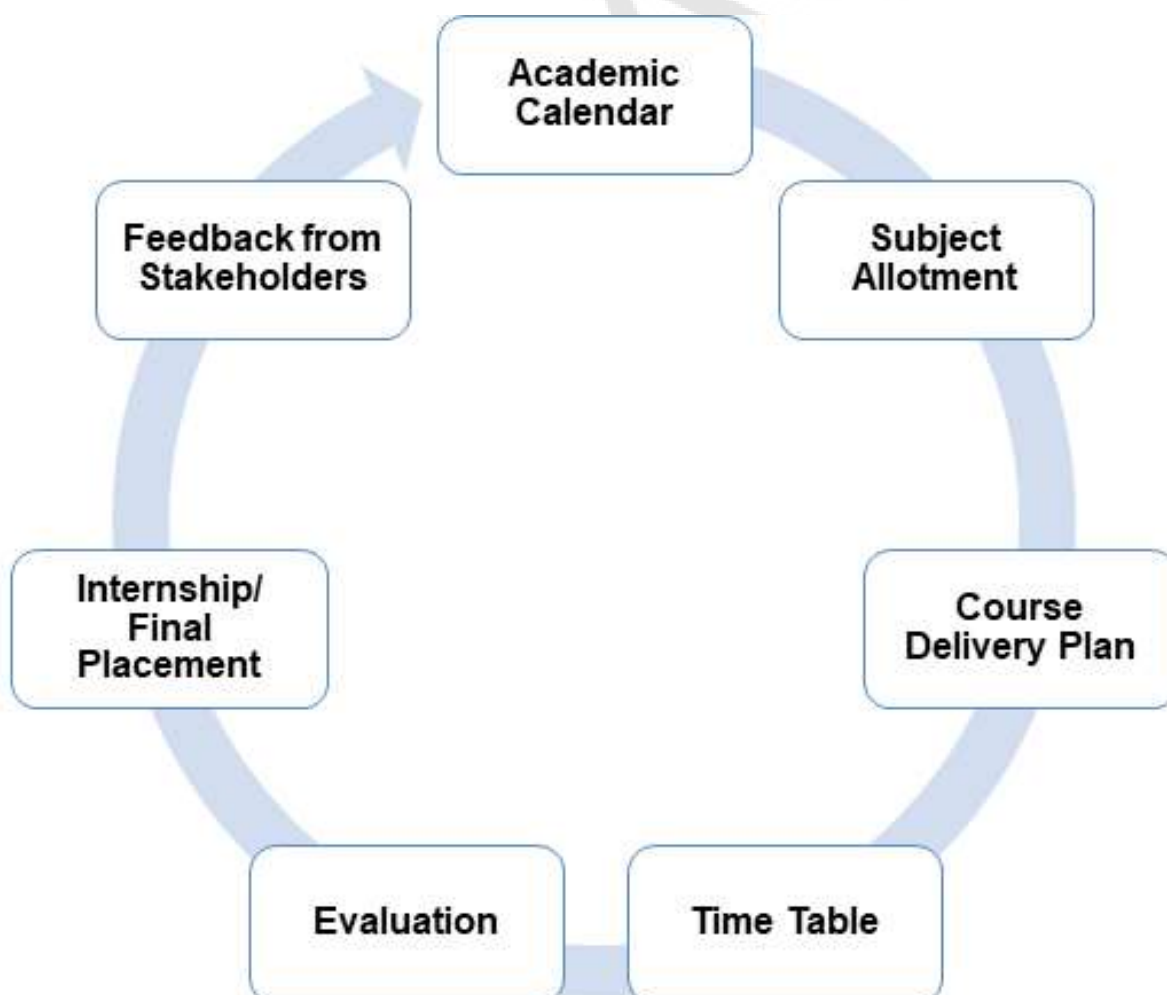 Academic
Calendar
Subject
Allotment
Course
Delivery Plan
Time Table
Evaluation
Internship/
Final
Placement
Feedback from
Stakeholders